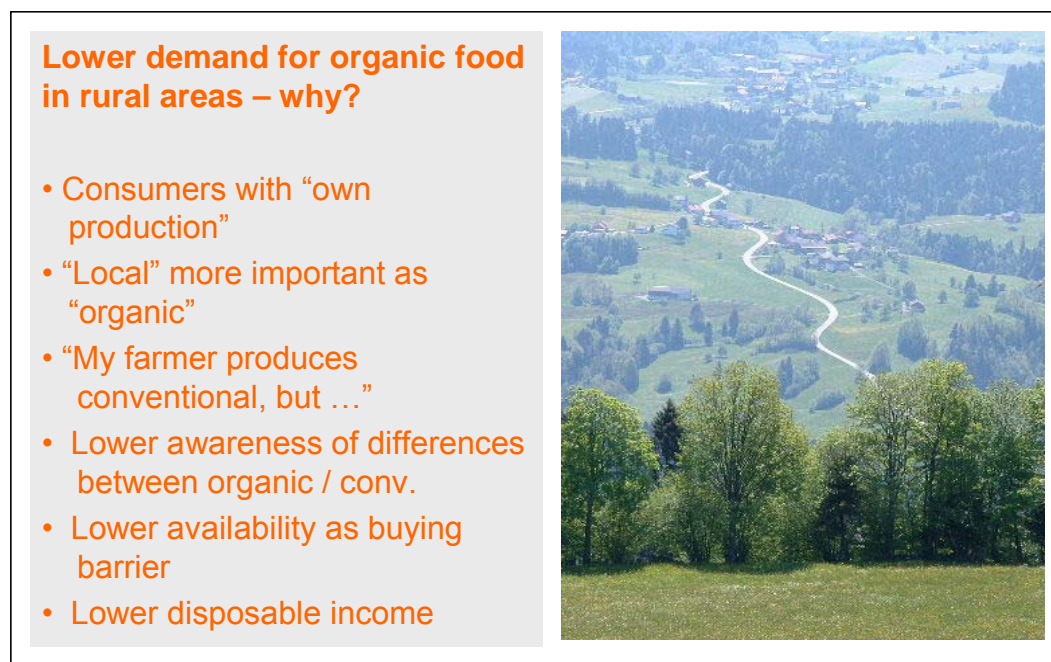 Lower demand for organic food
in rural areas – why?
• Consumers with “own
production”
• “Local” more important as
“organic”
• “My farmer produces
conventional, but …”
• Lower awareness of differences
between organic / conv.
• Lower availability as buying
barrier
• Lower disposable income